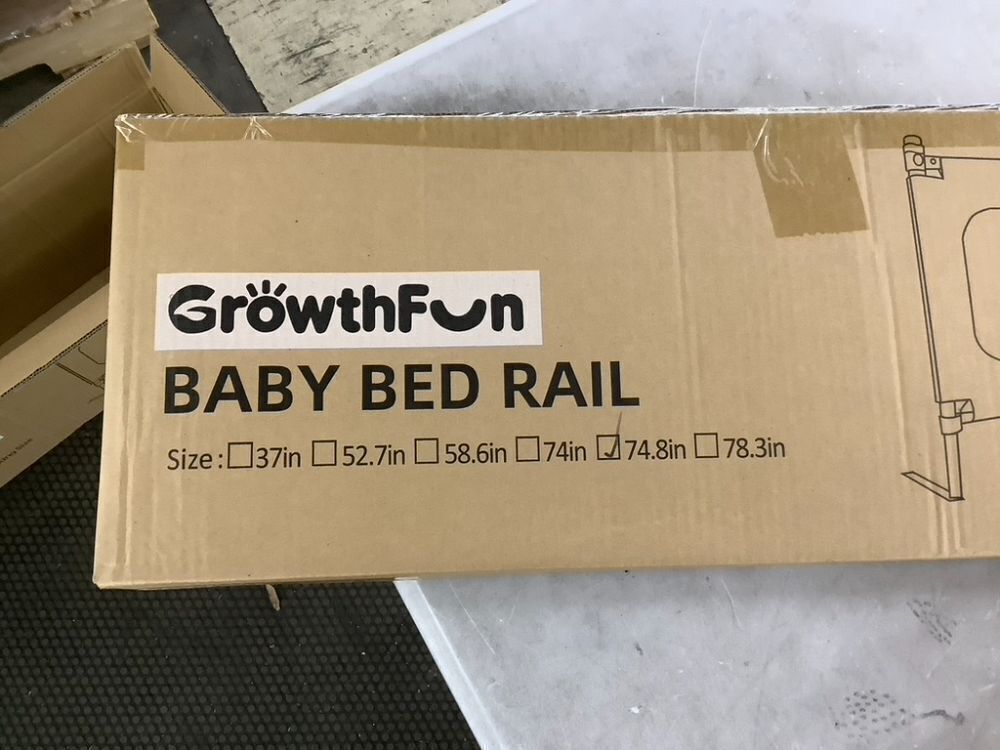 GrowthFun
BABY BED RAIL
Size : ☐37in ☐52.7in ☐58.6in ☐74in ☑74.8in ☐78.3in